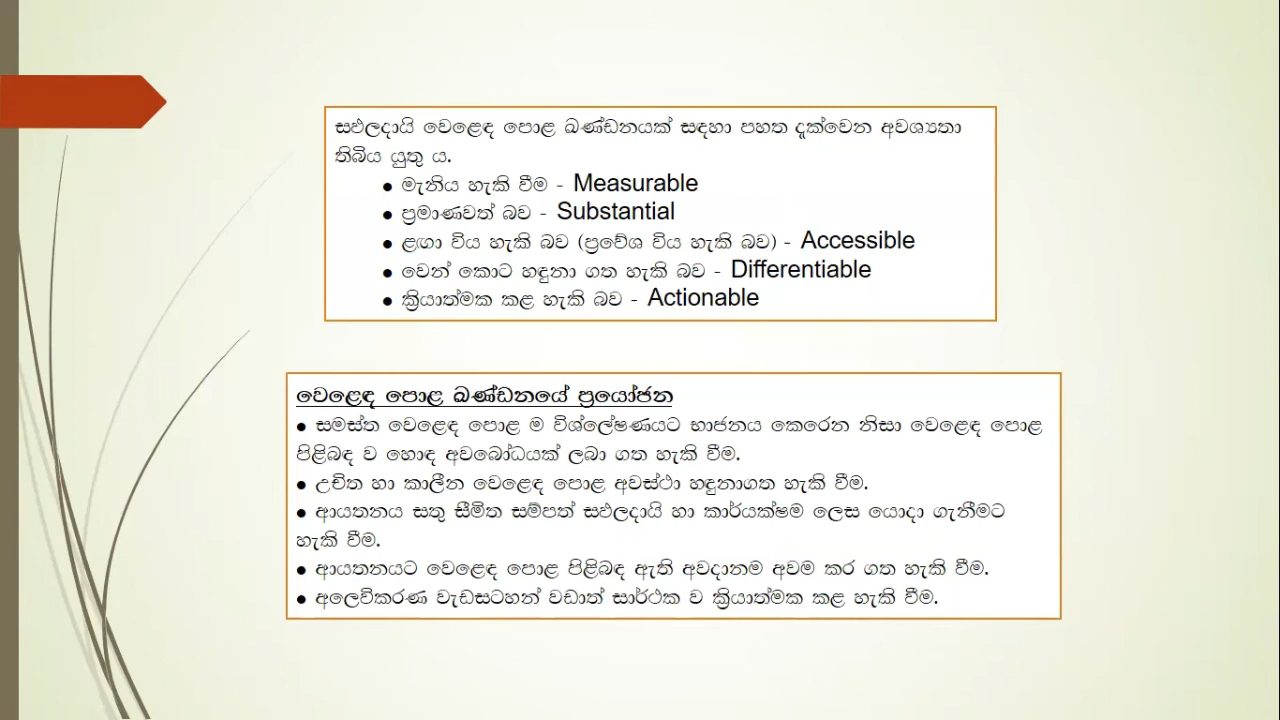 සඵලදායි වෙළෙඳ පොළ ඛණ්ඩනයක් සඳහා පහත දැක්වෙන අවශ්‍යතා
තිබිය යුතු ය.
● මැනිය හැකි වීම - Measurable
● ප්‍රමාණවත් බව - Substantial
● ළඟා විය හැකි බව (ප්‍රවේශ විය හැකි බව) - Accessible
● වෙන් කොට හඳුනා ගත හැකි බව - Differentiable
● ක්‍රියාත්මක කළ හැකි බව - Actionable
වෙළෙඳ පොළ ඛණ්ඩනයේ ප්‍රයෝජන
● සමස්ත වෙළෙඳ පොළ ම විශ්ලේෂණයට භාජනය කෙරෙන නිසා වෙළෙඳ පොළ
පිළිබඳ ව හොඳ අවබෝධයක් ලබා ගත හැකි වීම.
● උචිත හා කාලීන වෙළෙඳ පොළ අවස්ථා හඳුනාගත හැකි වීම.
● ආයතනය සතු සීමිත සම්පත් සඵලදායි හා කාර්යක්ෂම ලෙස යොදා ගැනීමට
හැකි වීම.
● ආයතනයට වෙළෙඳ පොළ පිළිබඳ ඇති අවදානම අවම කර ගත හැකි වීම.
● අලෙවිකරණ වැඩසටහන් වඩාත් සාර්ථක ව ක්‍රියාත්මක කළ හැකි වීම.